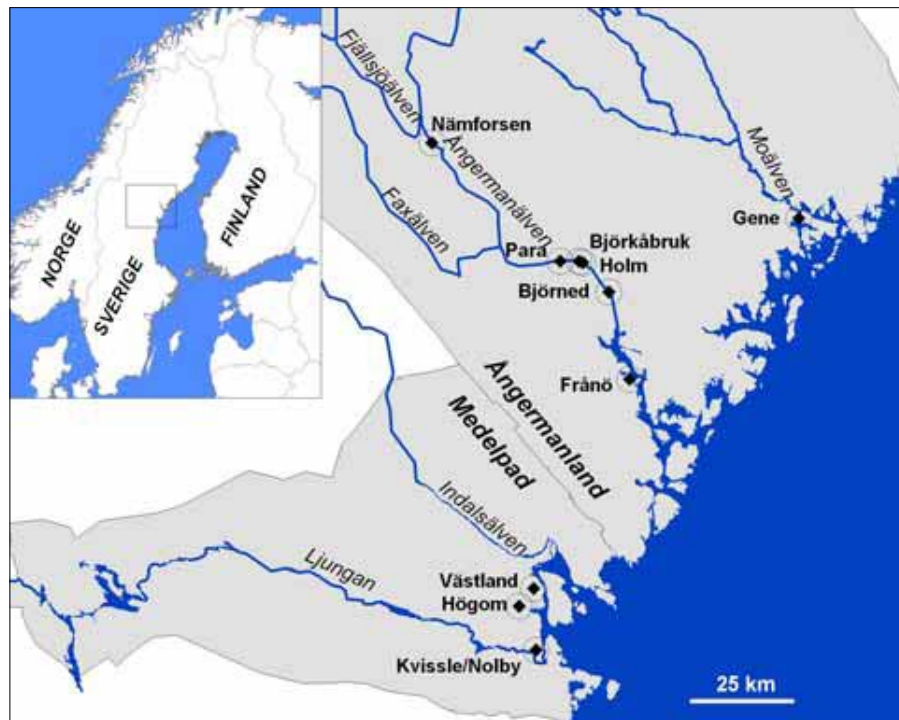 NORGE
SVERIGE
FINLAND
Fjällsjöälven
Nämforsen
Ångermanälven
Faxälven
Moälven
Gene
Para
Björkåbruk
Holm
Björned
Frånö
Ångermanland
Medelpad
Indalsälven
Ljungan
Västland
Högom
Kvissle/Nolby
25 km